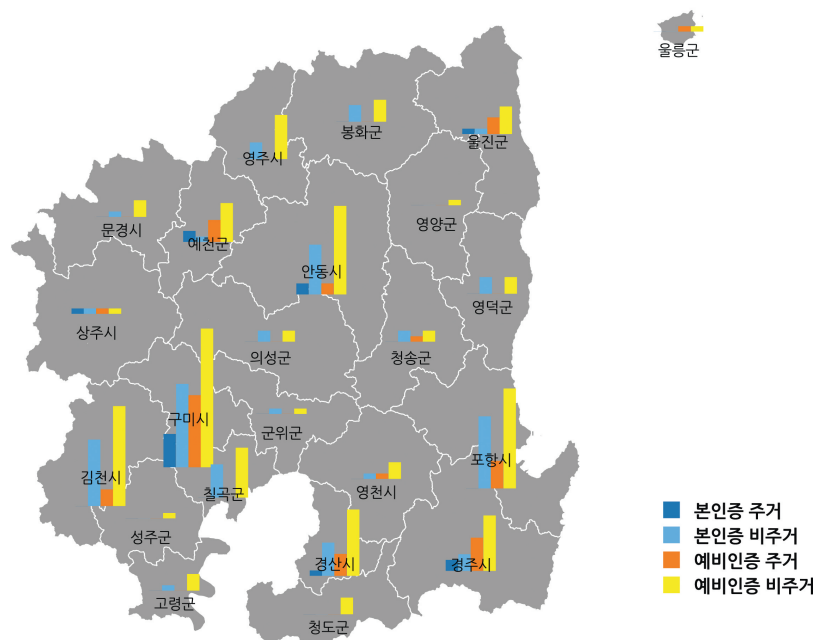 울릉군
봉화군
울진군
영주시
영양군
문경시
예천군
안동시
영덕군
상주시
의성군
청송군
구미시
군위군
포항시
김천시
칠곡군
영천시
성주군
경산시
경주시
고령군
청도군
본인증 주거
본인증 비주거
예비인증 주거
예비인증 비주거